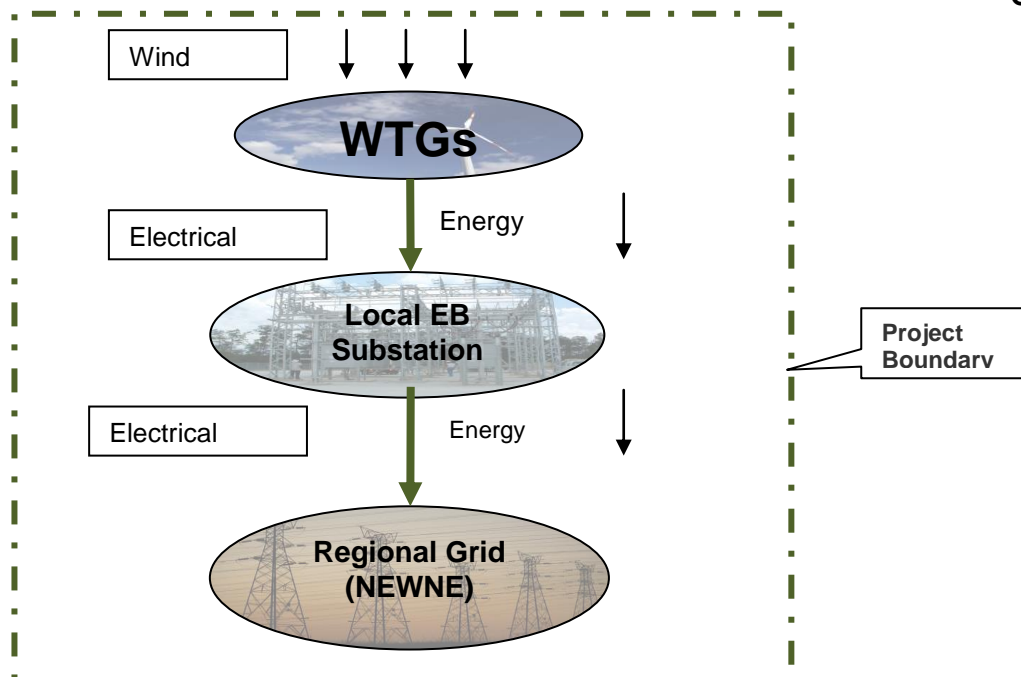 Wind
WTGs
Energy
Electrical
Local EB
Substation
Project
Boundary
Electrical
Energy
Regional Grid
(NEWNE)